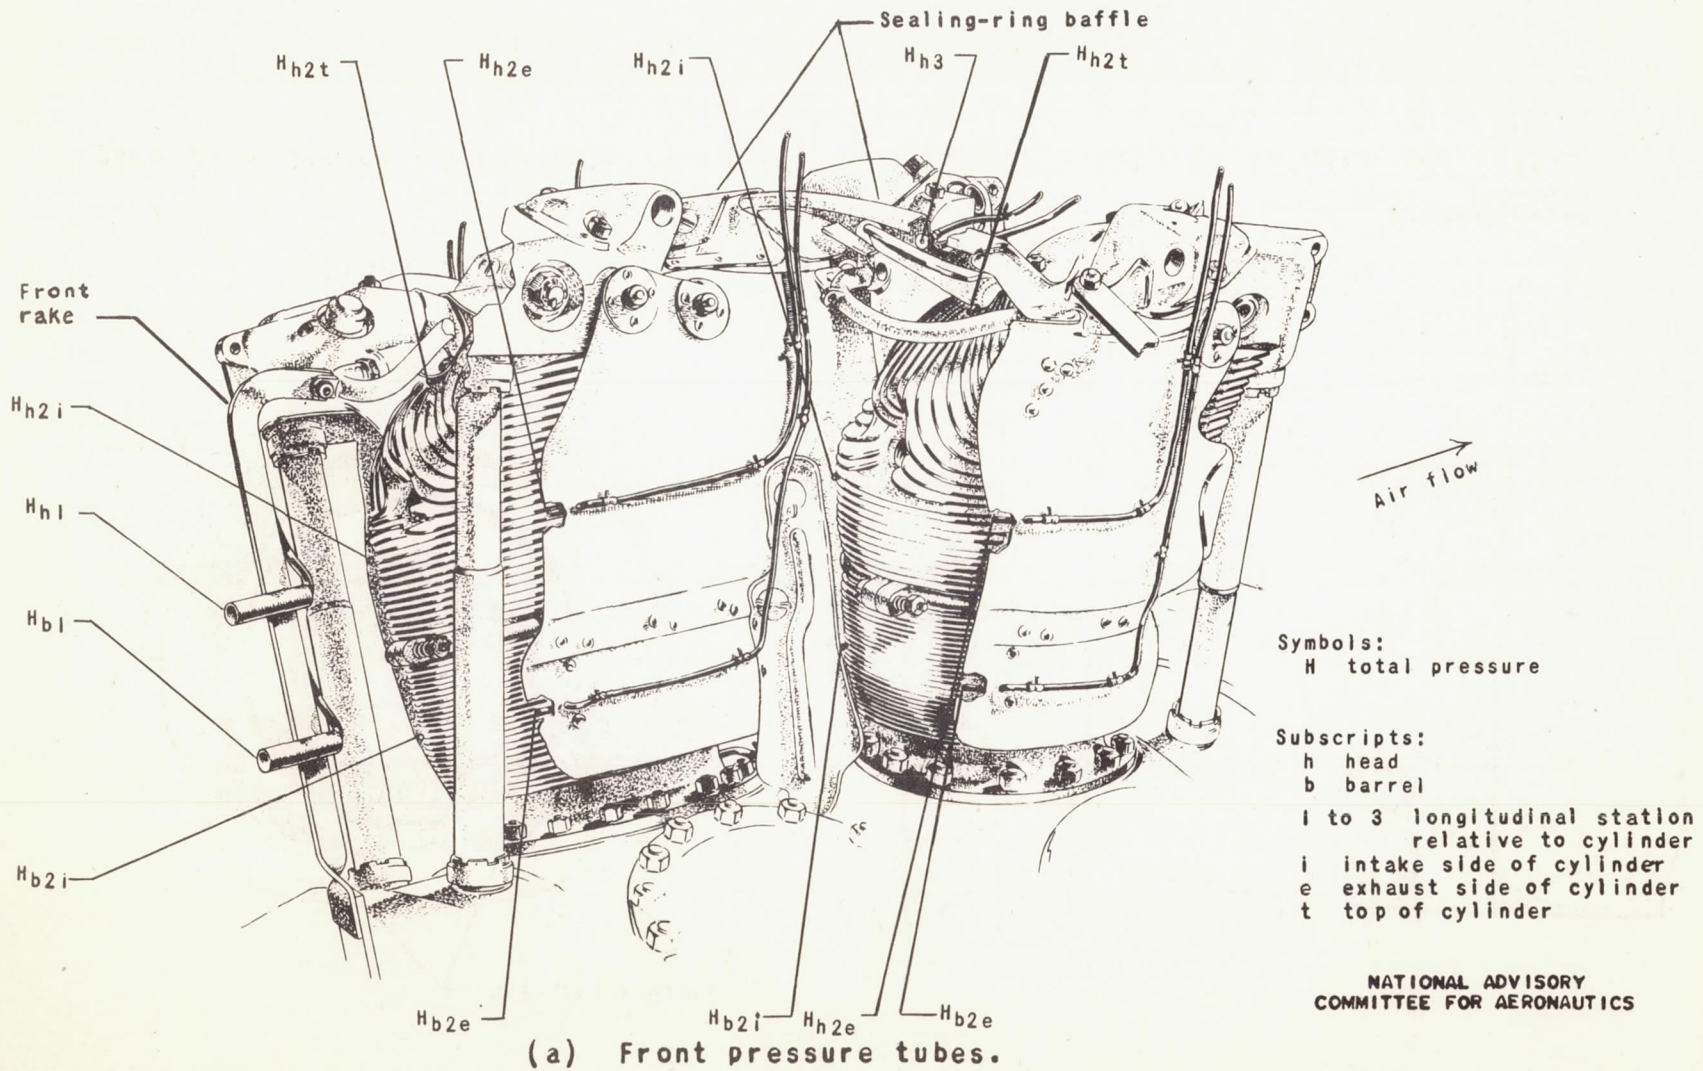 Sealing-ring baffle
Hh2t
Hh2e
Hh2i
Hh3
Hh2t
Front
rake
Hh2i
Hh1
Hb1
Hb2i
Air flow
Symbols:
H total pressure
Subscripts:
h head
b barrel
1 to 3 longitudinal station
relative to cylinder
i intake side of cylinder
e exhaust side of cylinder
t top of cylinder
NATIONAL ADVISORY
COMMITTEE FOR AERONAUTICS
Hb2e
Hb2i
Hh2e
Hb2e
(a) Front pressure tubes.